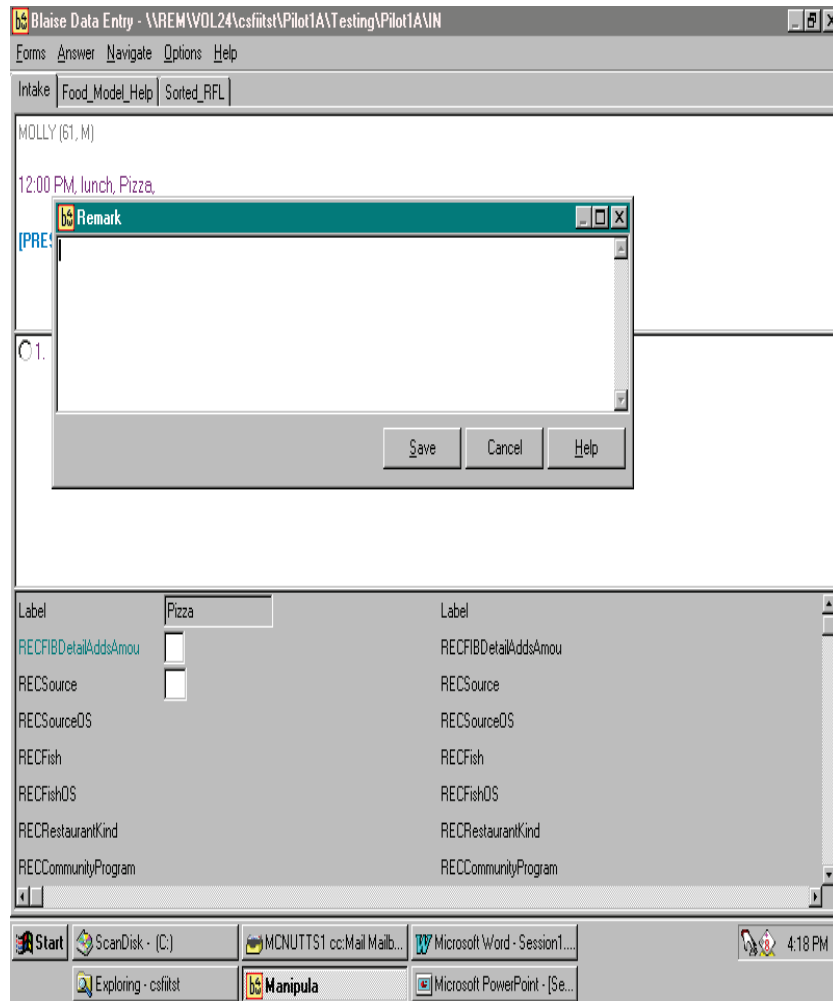 Blaise Data Entry - \\REM\VOL24\csfiitst\Pilot1A\Testing\Pilot1A\IN
Forms Answer Navigate Options Help
Intake Food_Model_Help Sorted_RFL
MOLLY (61, M)
12:00 PM, lunch, Pizza,
Remark
[PRES
1.
Save Cancel Help
Label Pizza Label
RECFIBDetailAddsAmou RECFIBDetailAddsAmou
RECSource RECSource
RECSourceOS RECSourceOS
RECFish RECFish
RECFishOS RECFishOS
RECRestaurantKind RECRestaurantKind
RECCommunityProgram RECCommunityProgram
Start ScanDisk - (C:) MCNUTTS1 cc:Mail Mailb... Microsoft Word - Session1.... 4:18 PM
Exploring - csfiitst Manipula Microsoft PowerPoint - [Se...